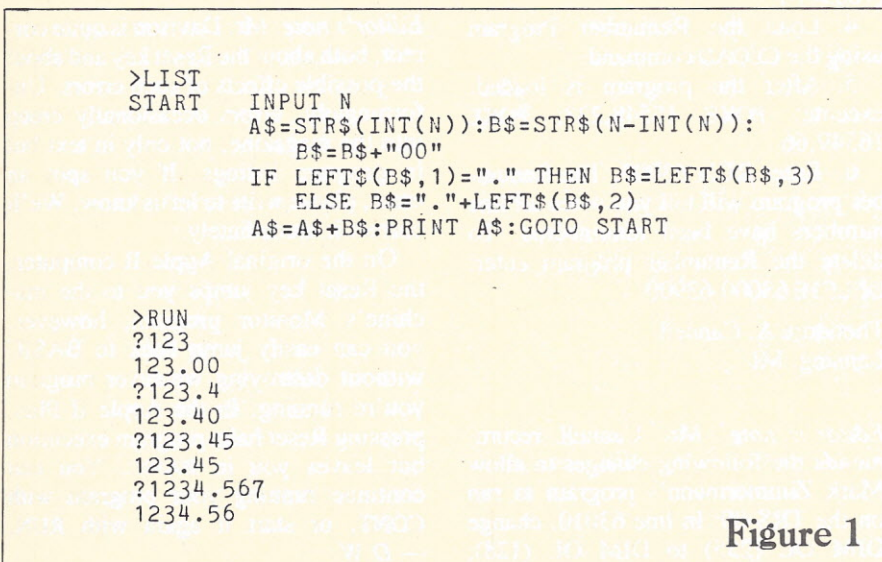 >LIST
START INPUT N
A$=STR$(INT(N)):B$=STR$(N-INT(N)):
B$=B$+"00"
IF LEFT$(B$,1)="." THEN B$=LEFT$(B$,3)
ELSE B$="."+LEFT$(B$,2)
A$=A$+B$:PRINT A$:GOTO START
>RUN
?123
123.00
?123.4
123.40
?123.45
123.45
?1234.567
1234.56
Figure 1